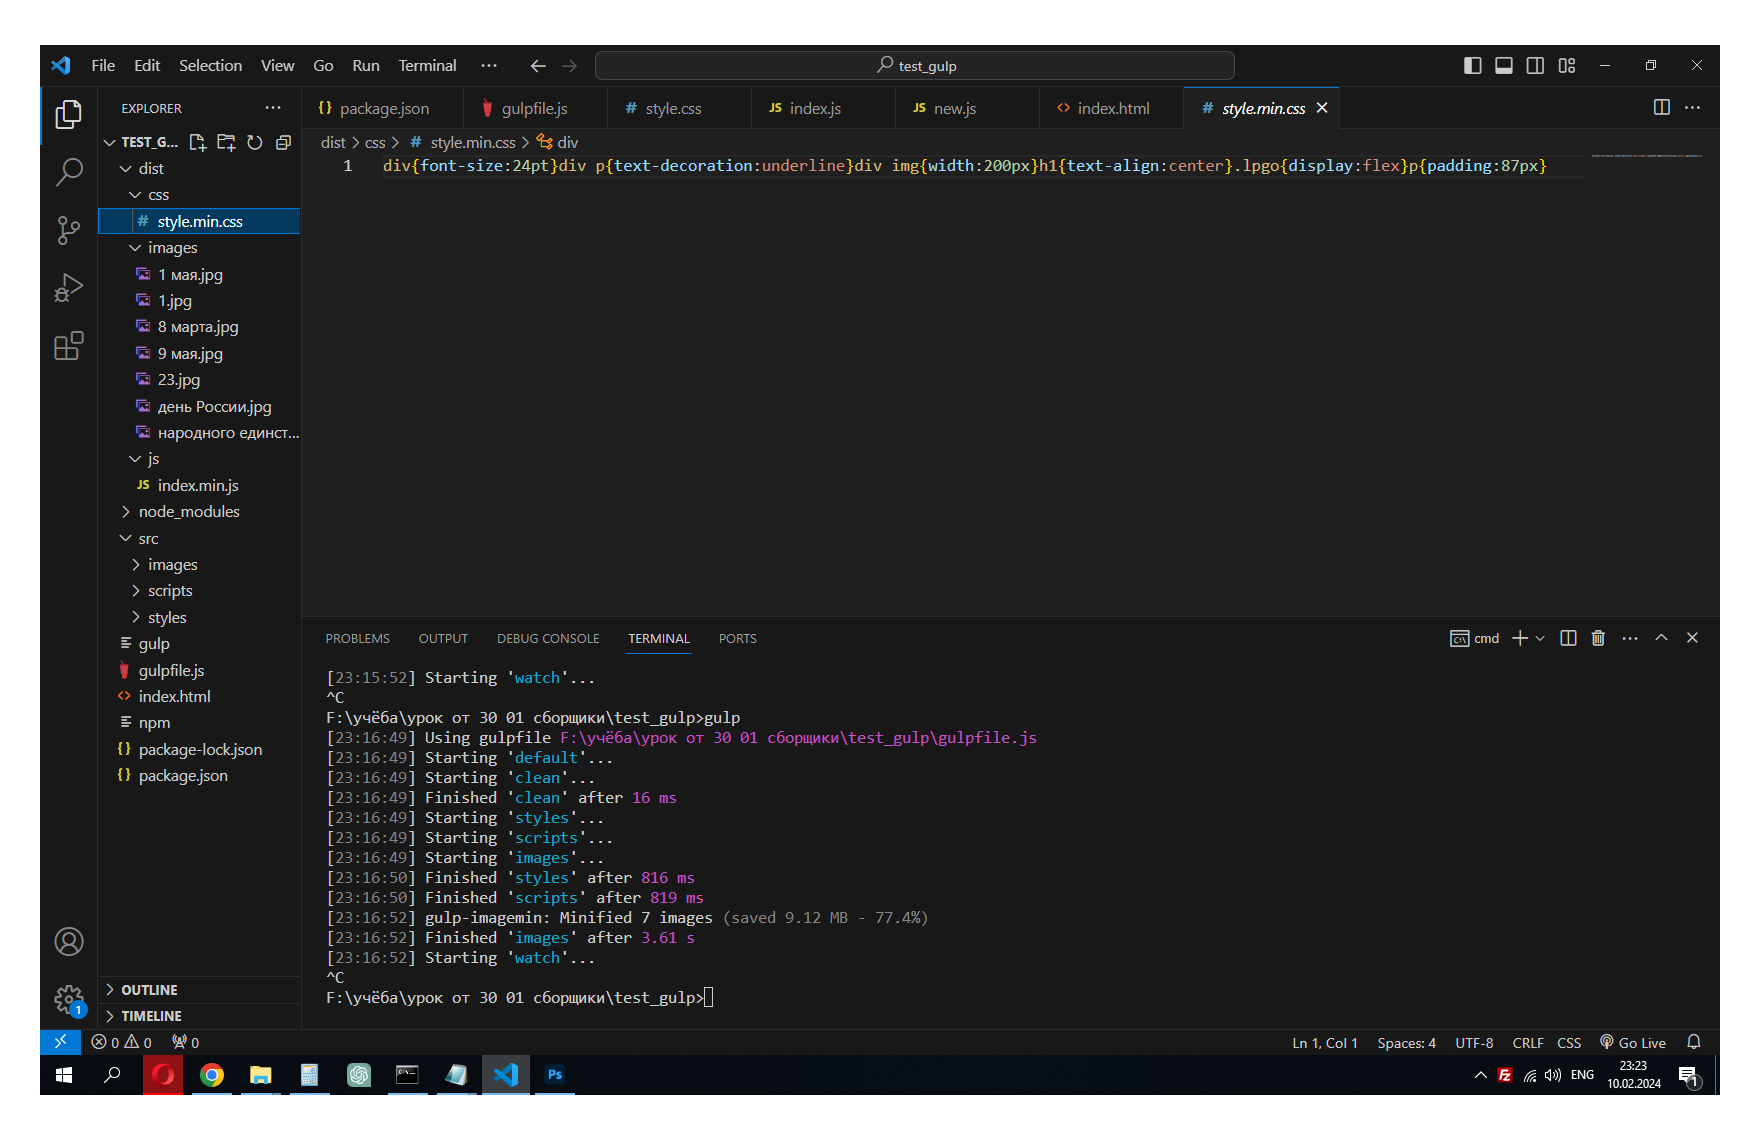 File Edit Selection View Go Run Terminal ··· test_gulp
EXPLORER ···
TEST_G...
dist
css
# style.min.css
images
1 мая.jpg
1.jpg
8 марта.jpg
9 мая.jpg
23.jpg
день России.jpg
народного единст...
js
JS index.min.js
node_modules
src
images
scripts
styles
gulp
gulpfile.js
<> index.html
npm
{} package-lock.json
{} package.json
OUTLINE
TIMELINE
{} package.json gulpfile.js # style.css JS index.js JS new.js <> index.html # style.min.css
dist > css > # style.min.css > div
1 div{font-size:24pt}div p{text-decoration:underline}div img{width:200px}h1{text-align:center}.lpgo{display:flex}p{padding:87px}
PROBLEMS OUTPUT DEBUG CONSOLE TERMINAL PORTS cmd
[23:15:52] Starting 'watch'...
^C
F:\учёба\урок от 30 01 сборщики\test_gulp>gulp
[23:16:49] Using gulpfile F:\учёба\урок от 30 01 сборщики\test_gulp\gulpfile.js
[23:16:49] Starting 'default'...
[23:16:49] Starting 'clean'...
[23:16:49] Finished 'clean' after 16 ms
[23:16:49] Starting 'styles'...
[23:16:49] Starting 'scripts'...
[23:16:49] Starting 'images'...
[23:16:50] Finished 'styles' after 816 ms
[23:16:50] Finished 'scripts' after 819 ms
[23:16:52] gulp-imagemin: Minified 7 images (saved 9.12 MB - 77.4%)
[23:16:52] Finished 'images' after 3.61 s
[23:16:52] Starting 'watch'...
^C
F:\учёба\урок от 30 01 сборщики\test_gulp>
1
0 0 0 Ln 1, Col 1 Spaces: 4 UTF-8 CRLF CSS Go Live
Ps Fz ENG 23:23
10.02.2024 1